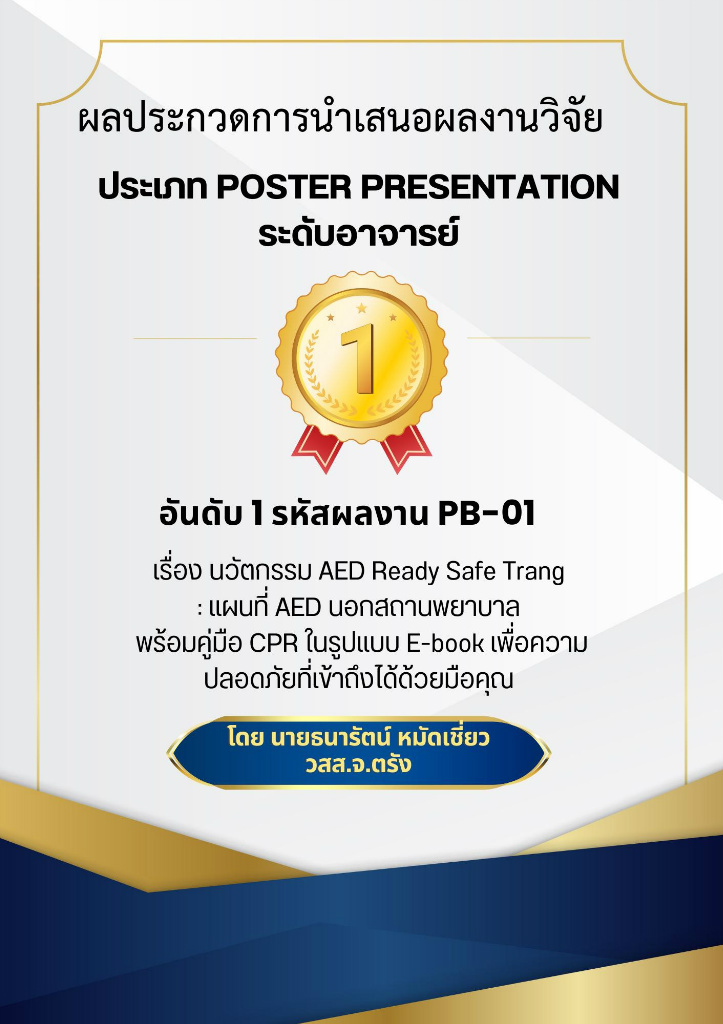 ผลประกวดการนำเสนอผลงานวิจัย
ประเภท POSTER PRESENTATION
ระดับอาจารย์
1
อันดับ 1 รหัสผลงาน PB-01
เรื่อง นวัตกรรม AED Ready Safe Trang
: แผนที่ AED นอกสถานพยาบาล
พร้อมคู่มือ CPR ในรูปแบบ E-book เพื่อความ
ปลอดภัยที่เข้าถึงได้ด้วยมือคุณ
โดย นายธนารัตน์ หมัดเชี่ยว
วสส.จ.ตรัง